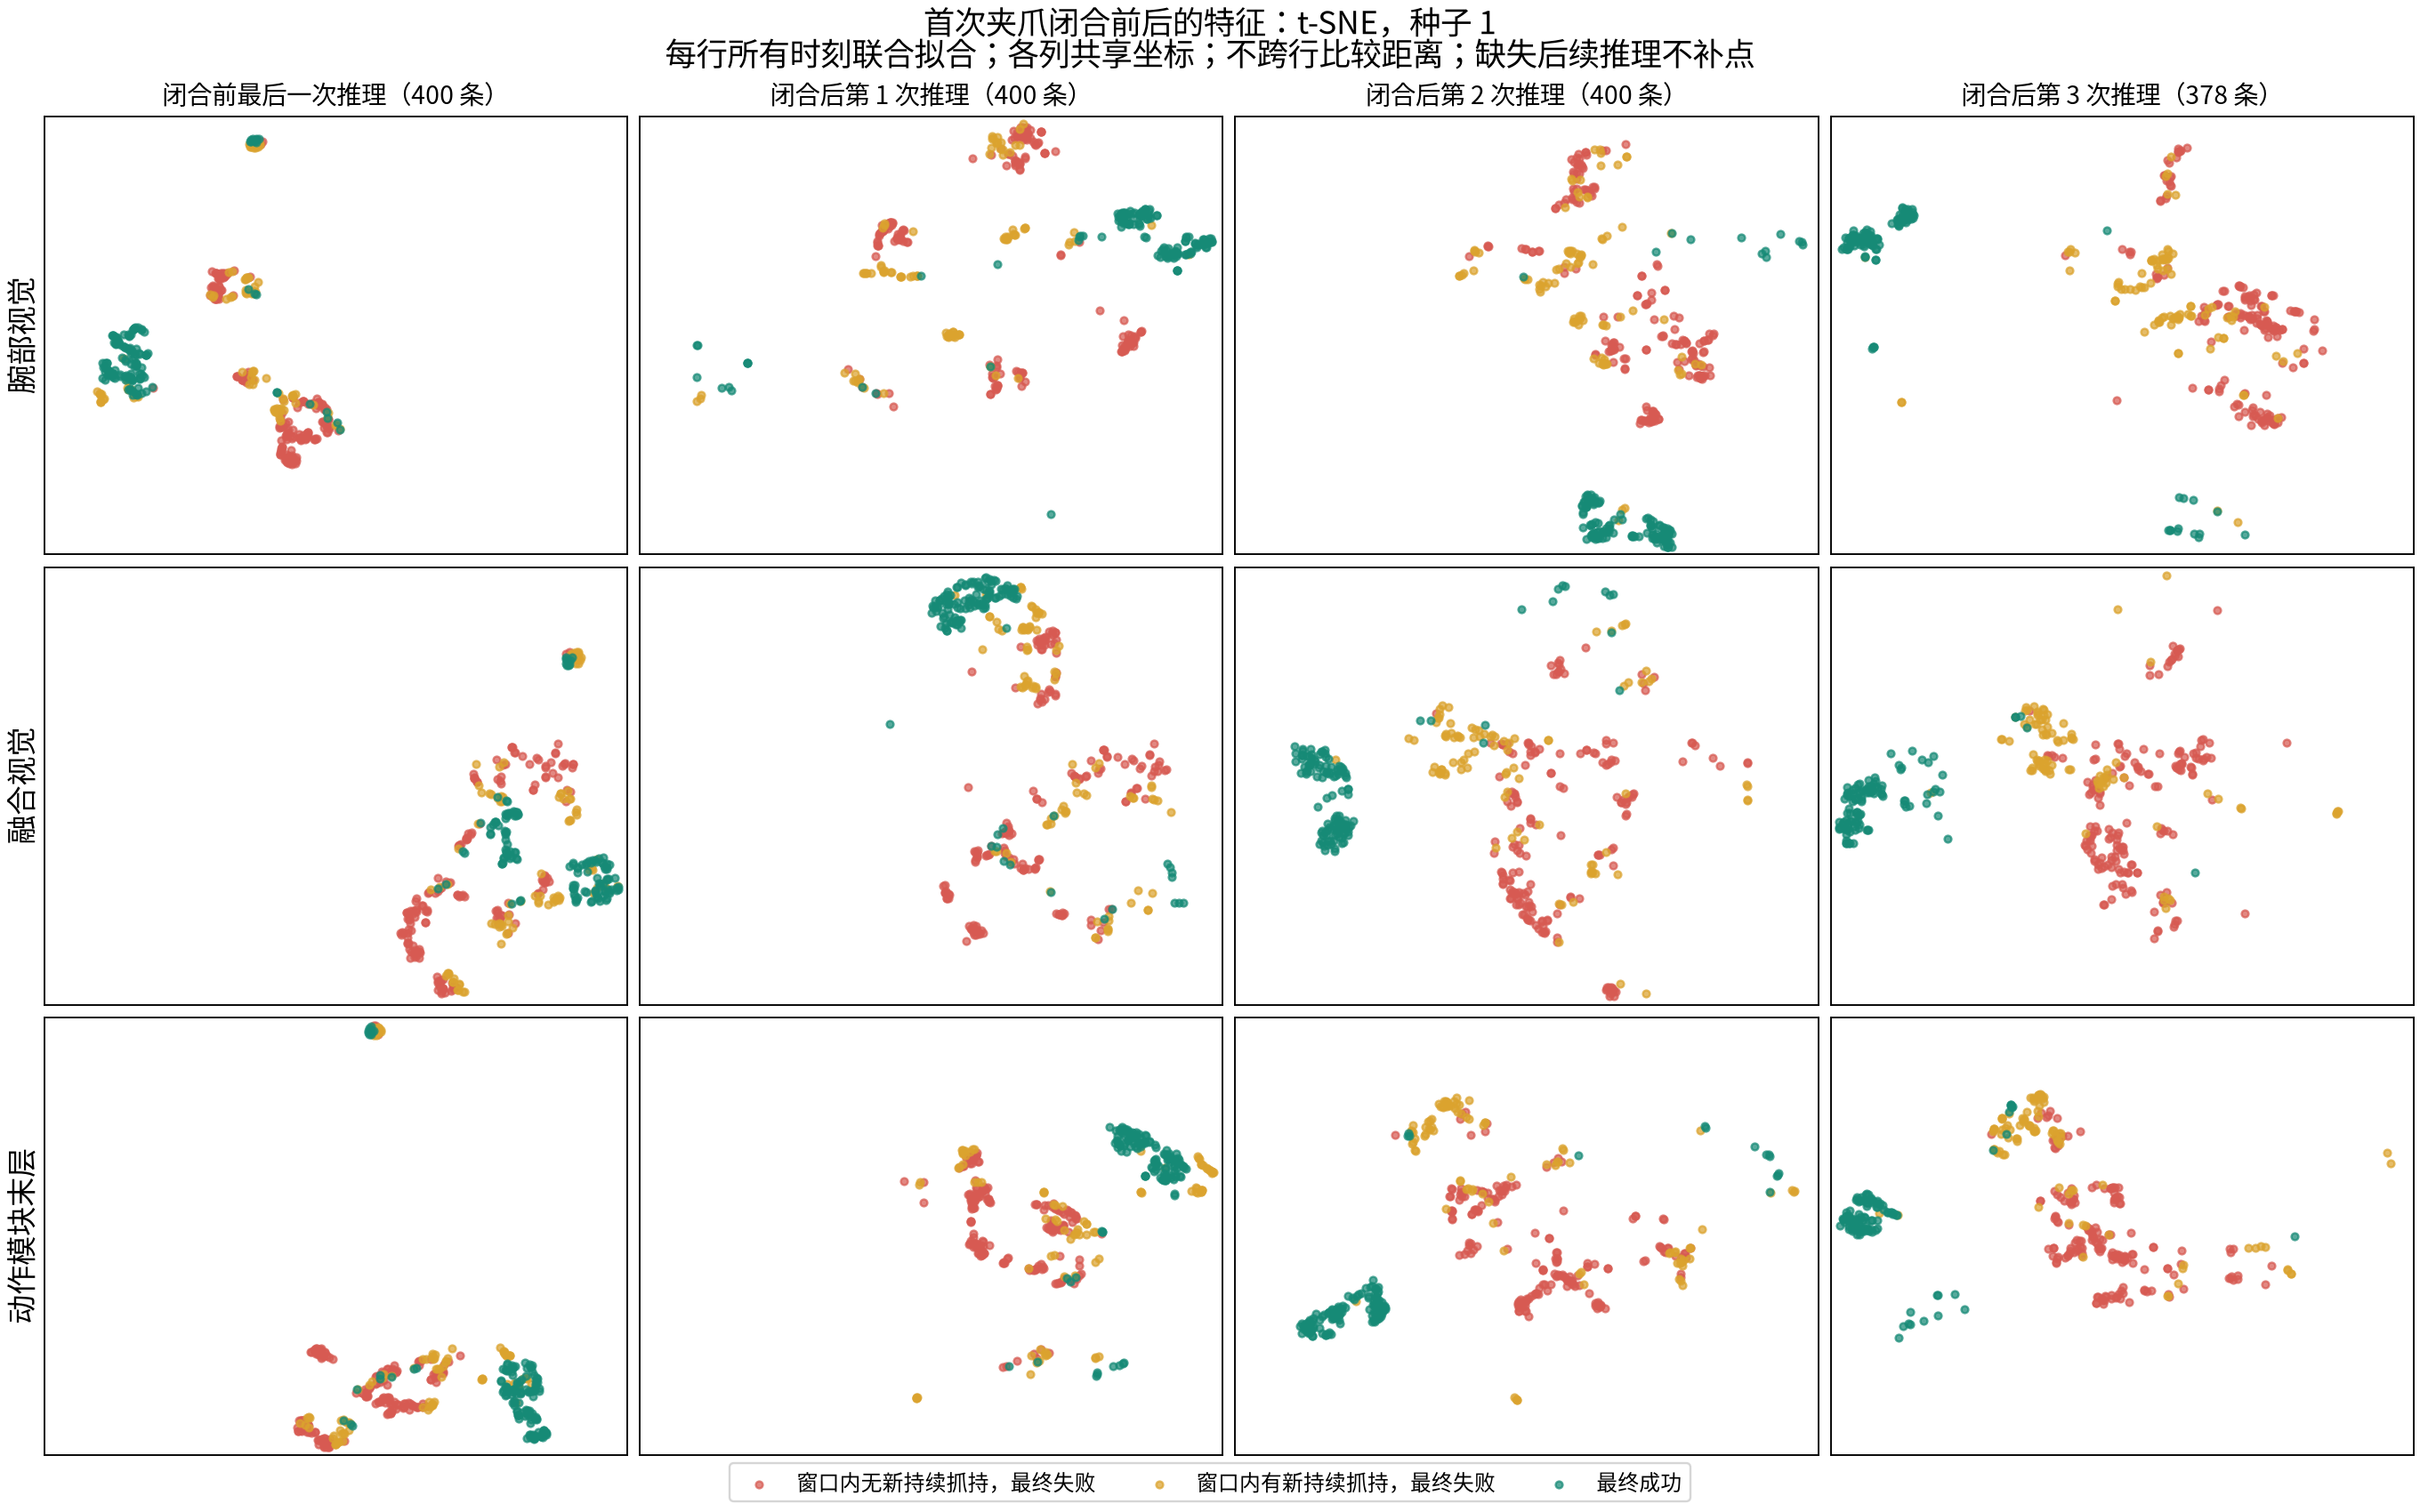 首次夹爪闭合前后的特征：t-SNE，种子 1
每行所有时刻联合拟合；各列共享坐标；不跨行比较距离；缺失后续推理不补点
闭合前最后一次推理（400 条）
闭合后第 1 次推理（400 条）
闭合后第 2 次推理（400 条）
闭合后第 3 次推理（378 条）
腕部视觉
融合视觉
动作模块末层
窗口内无新持续抓持，最终失败
窗口内有新持续抓持，最终失败
最终成功